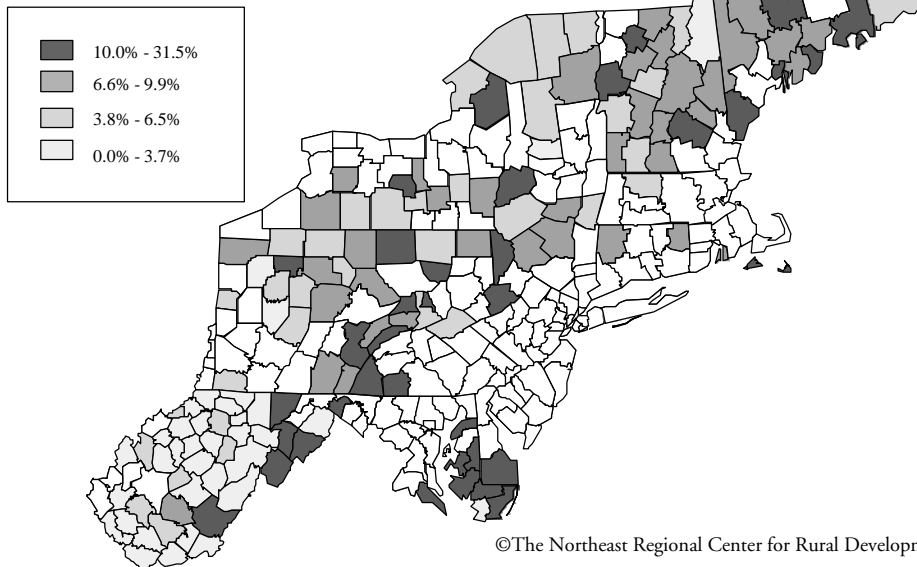 10.0% - 31.5%
6.6% - 9.9%
3.8% - 6.5%
0.0% - 3.7%
©The Northeast Regional Center for Rural Developm